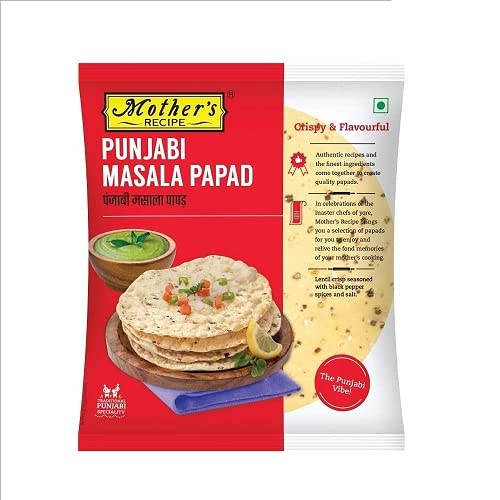 Mother's
RECIPE
®
PUNJABI
MASALA PAPAD
पंजाबी मसाला पापड़
TRADITIONAL
PUNJABI
SPECIALITY
Crispy & Flavourful
Authentic recipes and
the finest ingredients
come together to create
quality papads.
In celebrations of the
master chefs of yore,
Mother's Recipe brings
you a selection of papads
for you to enjoy and
relive the fond memories
of your mother's cooking.
Lentil crisp seasoned
with black pepper
spices and salt.
The Punjabi
Vibe!